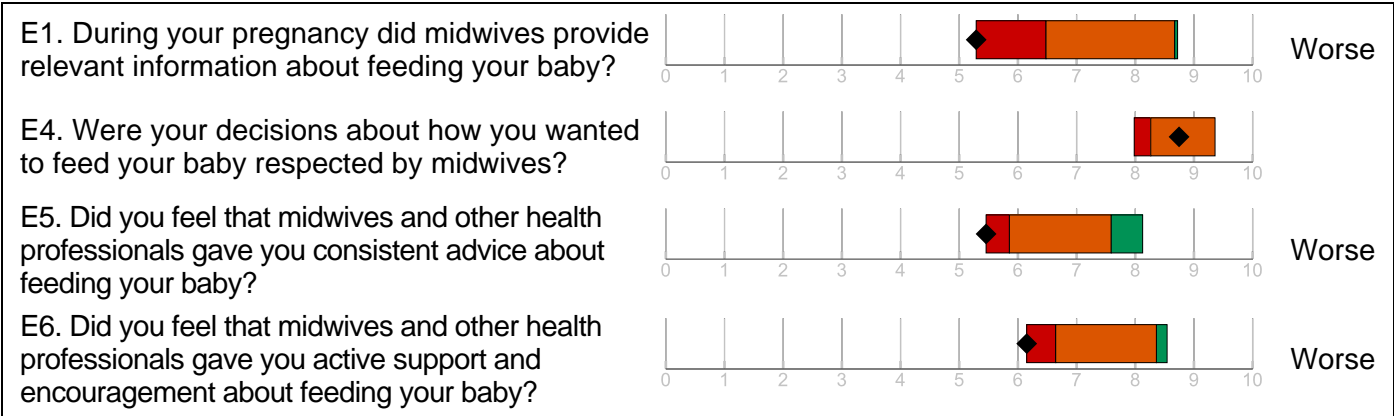 E1. During your pregnancy did midwives provide
relevant information about feeding your baby?
0 1 2 3 4 5 6 7 8 9 10
Worse
E4. Were your decisions about how you wanted
to feed your baby respected by midwives?
0 1 2 3 4 5 6 7 8 9 10
E5. Did you feel that midwives and other health
professionals gave you consistent advice about
feeding your baby?
0 1 2 3 4 5 6 7 8 9 10
Worse
E6. Did you feel that midwives and other health
professionals gave you active support and
encouragement about feeding your baby?
0 1 2 3 4 5 6 7 8 9 10
Worse